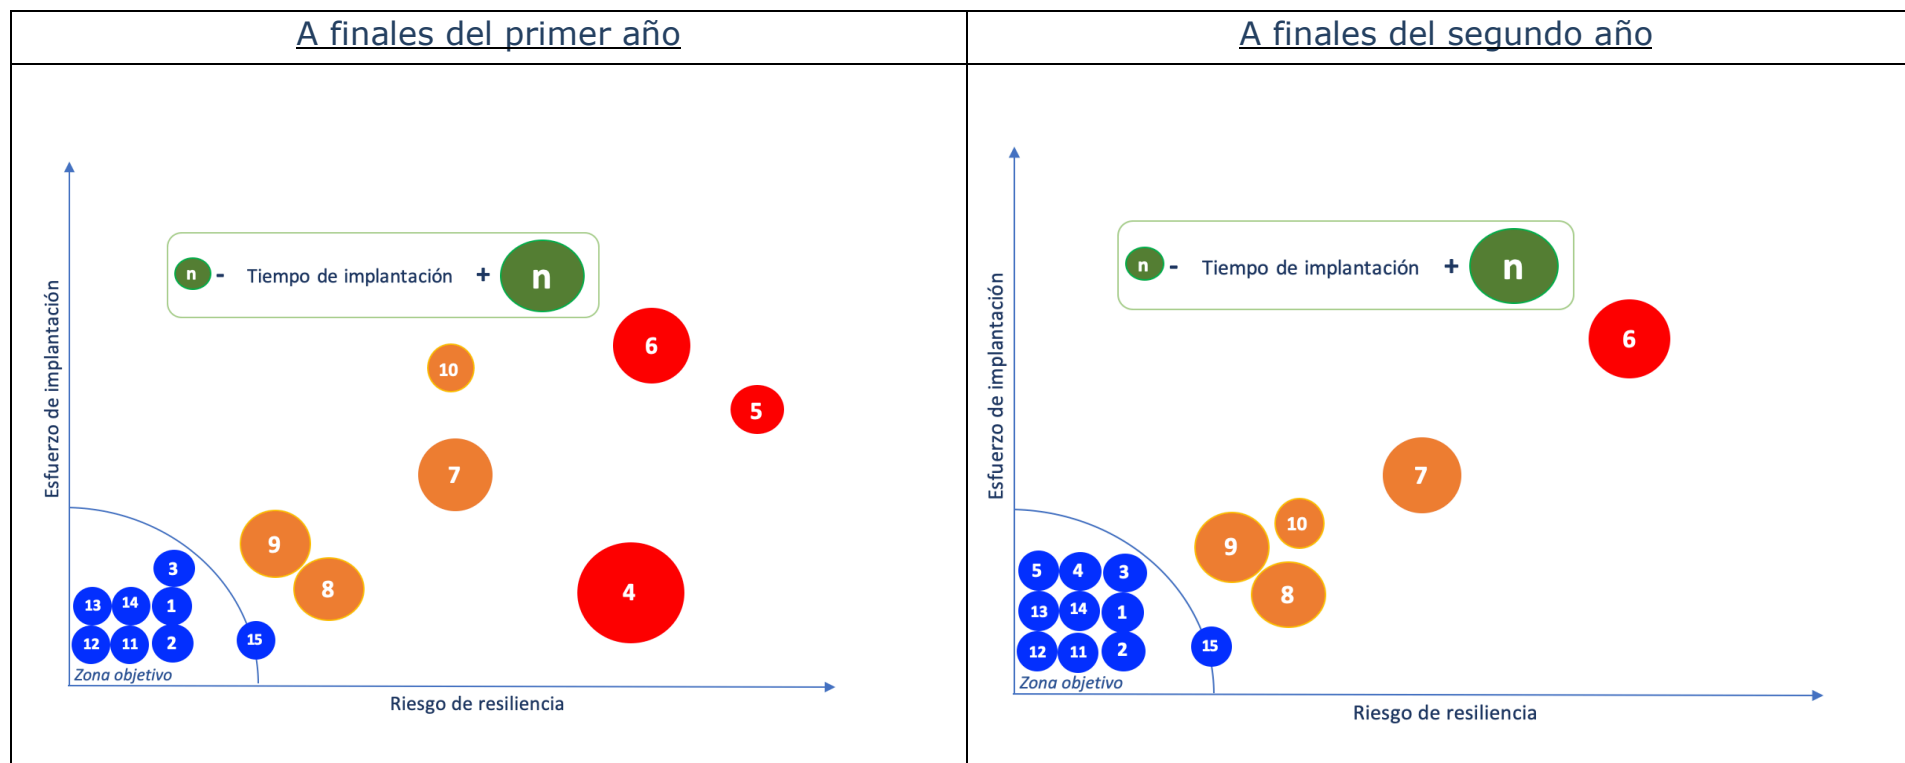 A finales del primer año
A finales del segundo año
Esfuerzo de implantación
n - Tiempo de implantación + n
6
10
5
7
9
8
4
3
13 14 1
12 11 2
15
Zona objetivo
Riesgo de resiliencia
Esfuerzo de implantación
n - Tiempo de implantación + n
6
7
10
9
8
5 4 3
13 14 1
12 11 2
15
Zona objetivo
Riesgo de resiliencia